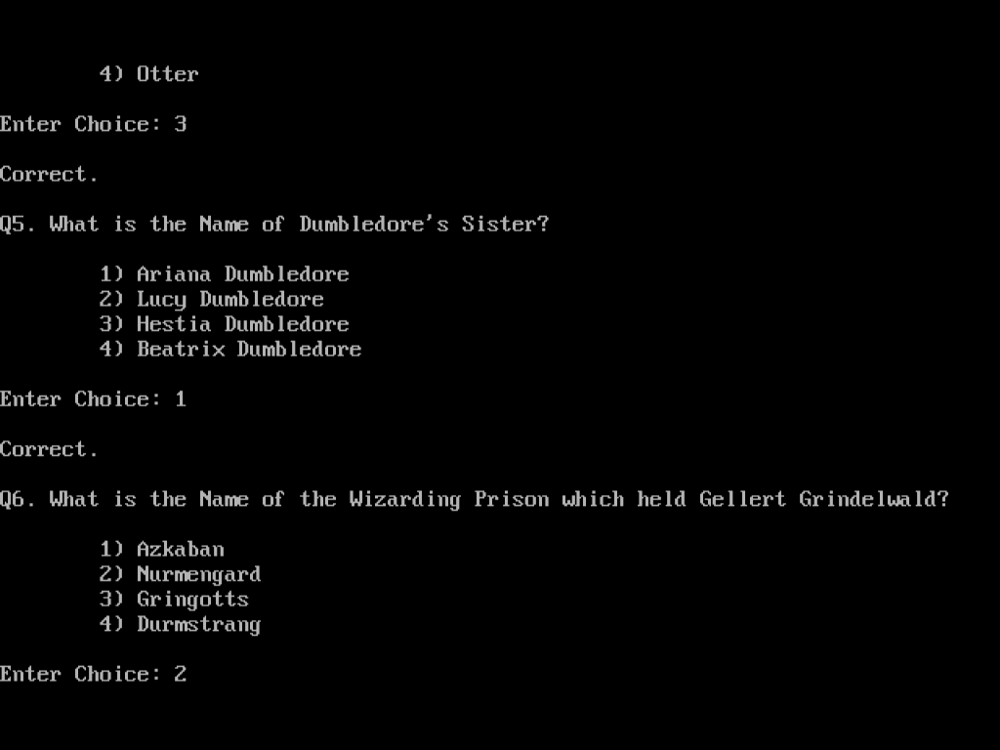 4) Otter
Enter Choice: 3
Correct.
Q5. What is the Name of Dumbledore's Sister?
1) Ariana Dumbledore
2) Lucy Dumbledore
3) Hestia Dumbledore
4) Beatrix Dumbledore
Enter Choice: 1
Correct.
Q6. What is the Name of the Wizarding Prison which held Gellert Grindelwald?
1) Azkaban
2) Nurmengard
3) Gringotts
4) Durmstrang
Enter Choice: 2